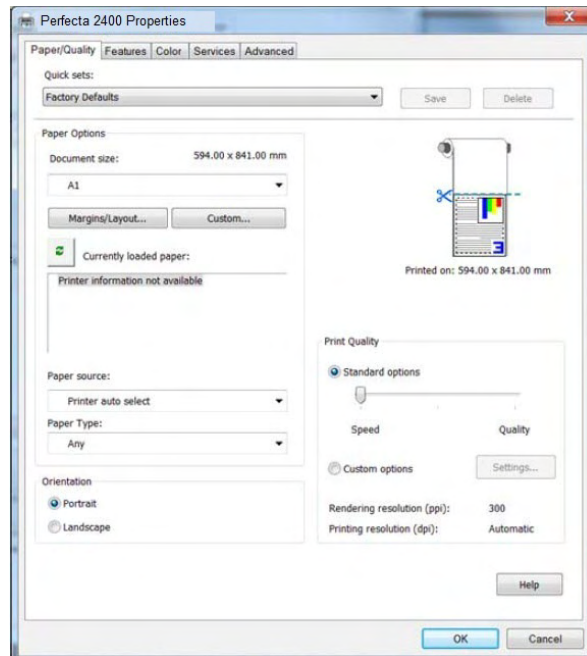 Perfecta 2400 Properties
X
Paper/Quality Features Color Services Advanced
Quick sets:
Factory Defaults
Save Delete
Paper Options
Document size: 594.00 x 841.00 mm
A1
Margins/Layout... Custom...
Currently loaded paper:
Printer information not available
Paper source:
Printer auto select
Paper Type:
Any
Orientation
Portrait
Landscape
3
Printed on: 594.00 x 841.00 mm
Print Quality
Standard options
Speed Quality
Custom options Settings...
Rendering resolution (ppi): 300
Printing resolution (dpi): Automatic
Help
OK Cancel